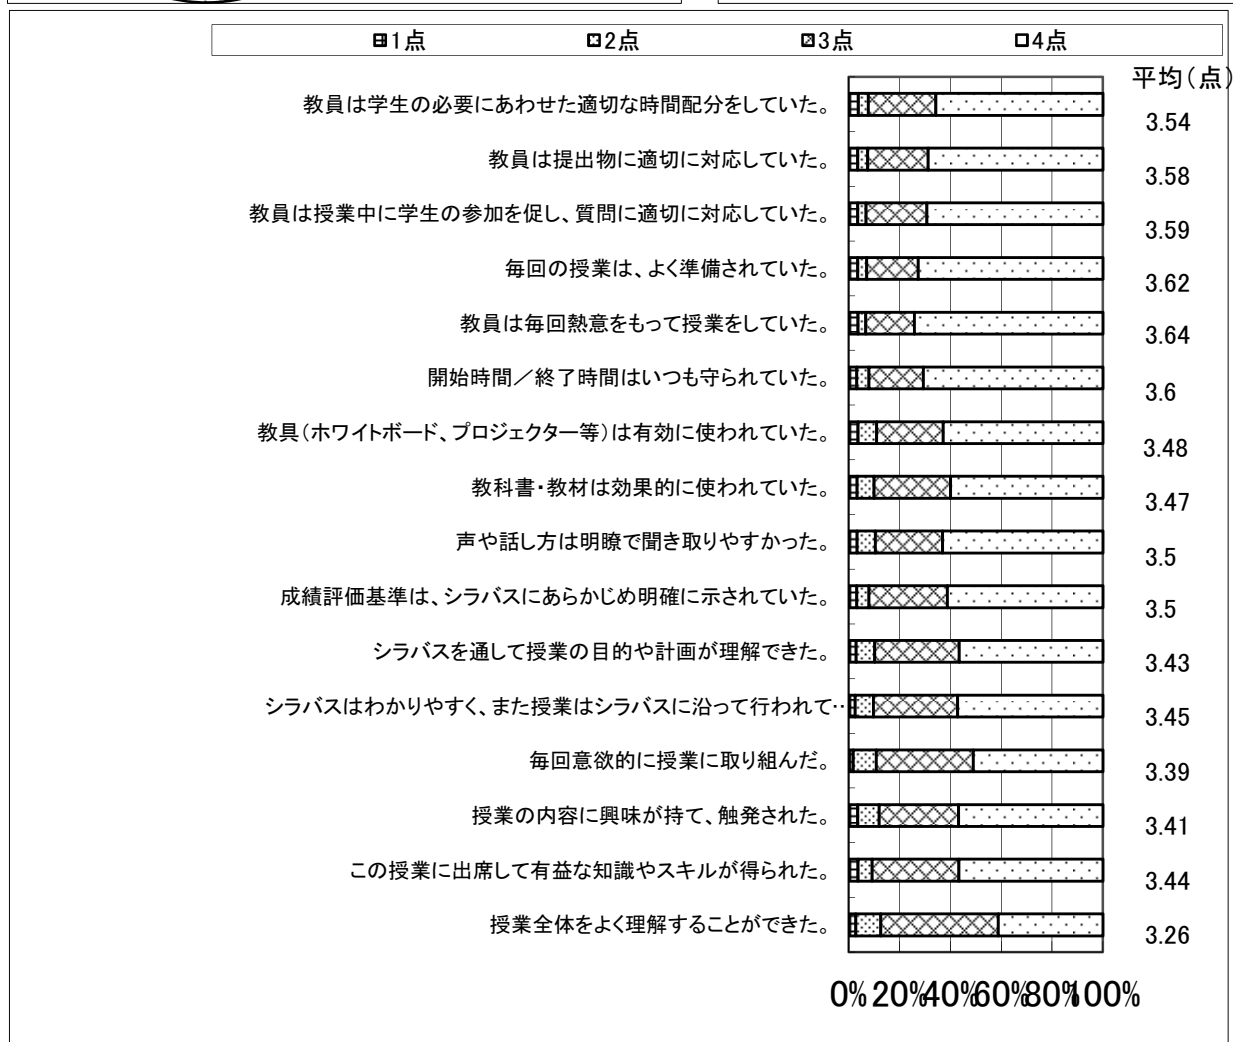 1点 2点 3点 4点
平均(点)
教員は学生の必要にあわせた適切な時間配分をしていた。 3.54
教員は提出物に適切に対応していた。 3.58
教員は授業中に学生の参加を促し、質問に適切に対応していた。 3.59
毎回の授業は、よく準備されていた。 3.62
教員は毎回熱意をもって授業をしていた。 3.64
開始時間/終了時間はいつも守られていた。 3.6
教具(ホワイトボード、プロジェクター等)は有効に使われていた。 3.48
教科書・教材は効果的に使われていた。 3.47
声や話し方は明瞭で聞き取りやすかった。 3.5
成績評価基準は、シラバスにあらかじめ明確に示されていた。 3.5
シラバスを通して授業の目的や計画が理解できた。 3.43
シラバスはわかりやすく、また授業はシラバスに沿って行われて… 3.45
毎回意欲的に授業に取り組んだ。 3.39
授業の内容に興味が持て、触発された。 3.41
この授業に出席して有益な知識やスキルが得られた。 3.44
授業全体をよく理解することができた。 3.26
0% 20% 40% 60% 80% 100%